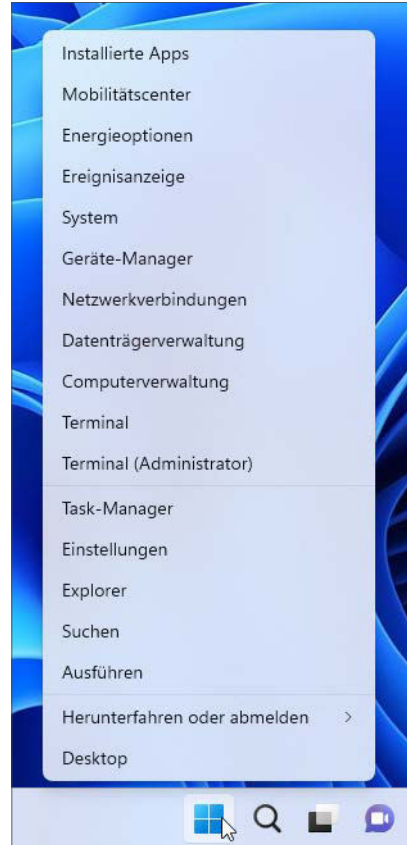 Installierte Apps
Mobilitätscenter
Energieoptionen
Ereignisanzeige
System
Geräte-Manager
Netzwerkverbindungen
Datenträgerverwaltung
Computerverwaltung
Terminal
Terminal (Administrator)
Task-Manager
Einstellungen
Explorer
Suchen
Ausführen
Herunterfahren oder abmelden
Desktop